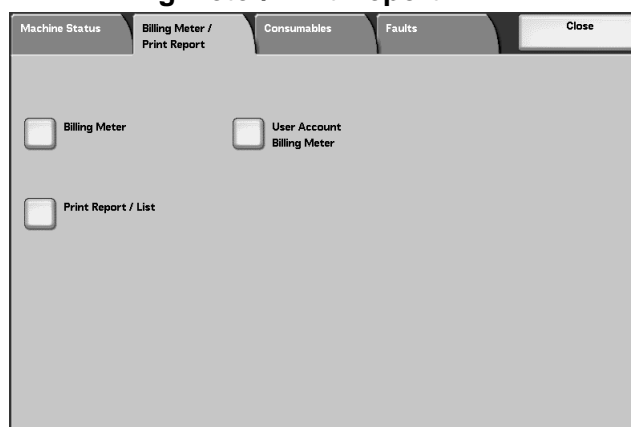 Machine Status
Billing Meter /
Print Report
Consumables
Faults
Close
Billing Meter
User Account
Billing Meter
Print Report / List